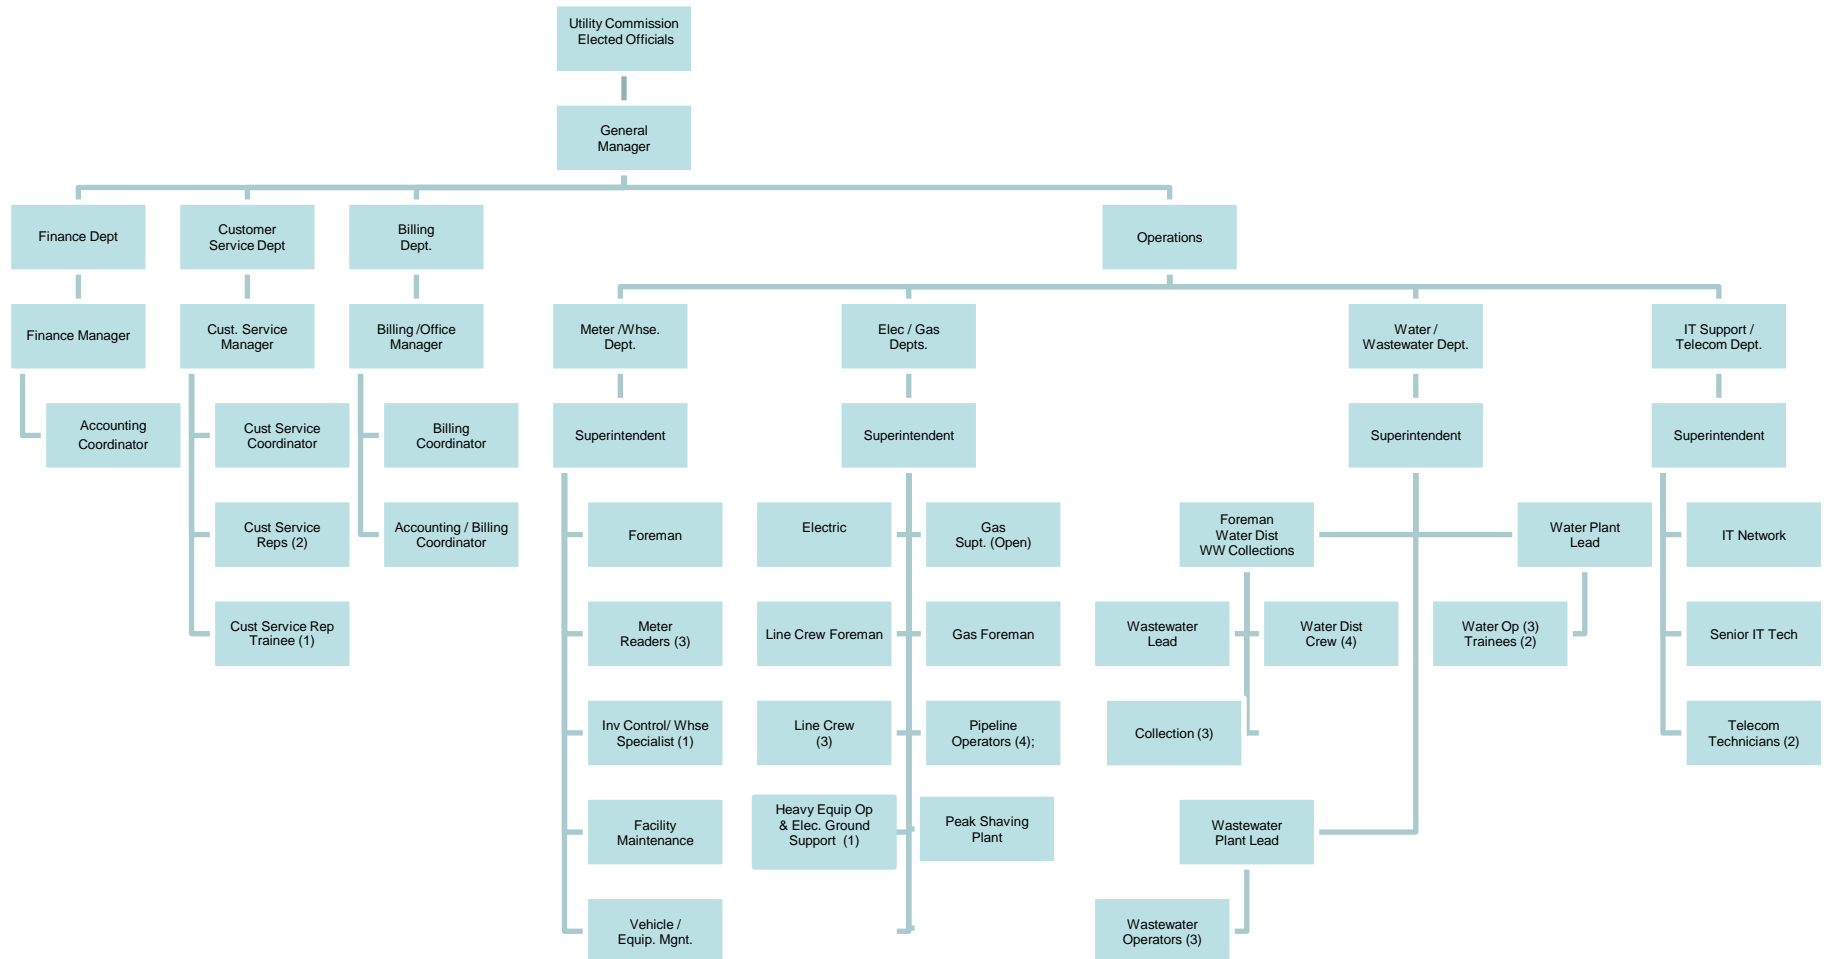 Utility Commission
Elected Officials
General
Manager
Finance Dept
Customer
Service Dept
Billing
Dept.
Operations
Finance Manager
Cust. Service
Manager
Billing /Office
Manager
Meter /Whse.
Dept.
Elec / Gas
Depts.
Water /
Wastewater Dept.
IT Support /
Telecom Dept.
Accounting
Coordinator
Cust Service
Coordinator
Billing
Coordinator
Superintendent
Superintendent
Superintendent
Superintendent
Cust Service
Reps (2)
Accounting / Billing
Coordinator
Foreman
Electric
Gas
Supt. (Open)
Foreman
Water Dist
WW Collections
Water Plant
Lead
IT Network
Cust Service Rep
Trainee (1)
Meter
Readers (3)
Line Crew Foreman
Gas Foreman
Wastewater
Lead
Water Dist
Crew (4)
Water Op (3)
Trainees (2)
Senior IT Tech
Inv Control/ Whse
Specialist (1)
Line Crew
(3)
Pipeline
Operators (4);
Collection (3)
Telecom
Technicians (2)
Facility
Maintenance
Heavy Equip Op
& Elec. Ground
Support (1)
Peak Shaving
Plant
Wastewater
Plant Lead
Vehicle /
Equip. Mgnt.
Wastewater
Operators (3)